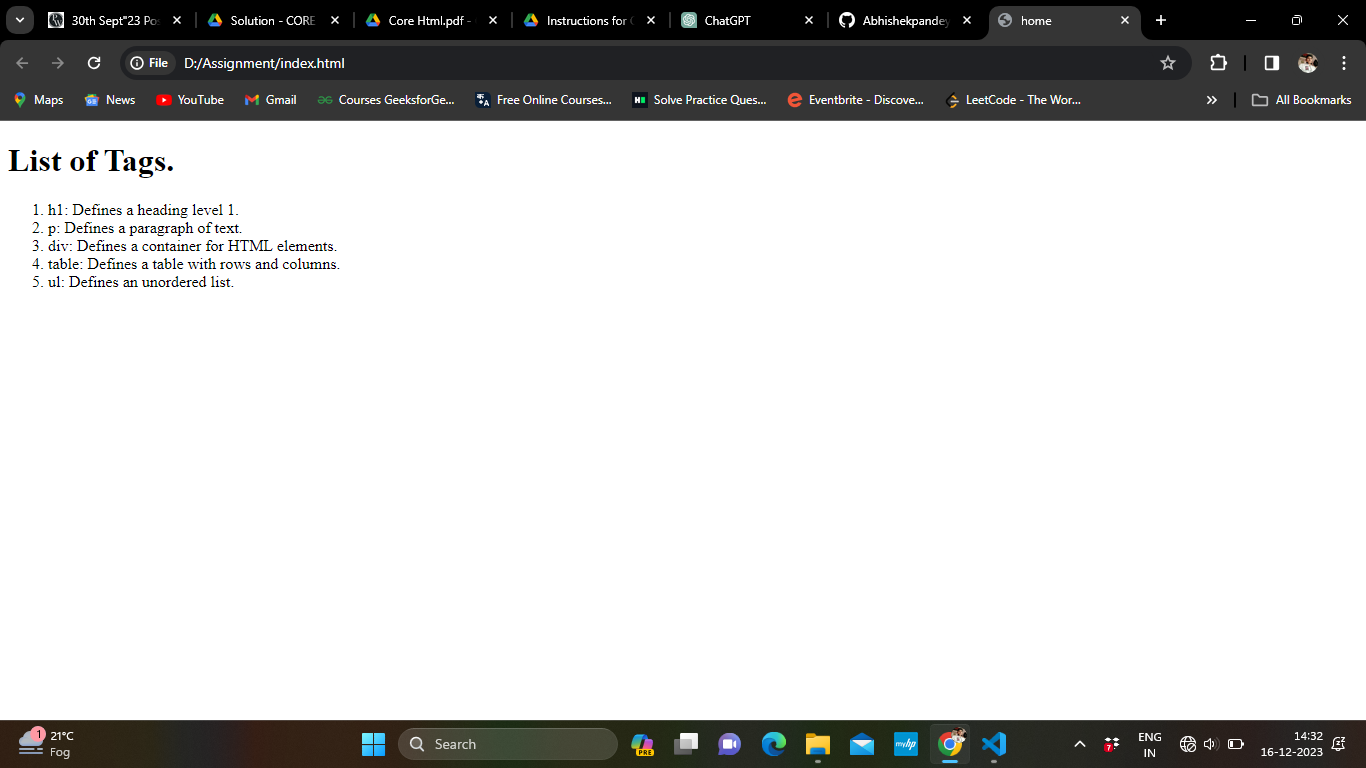 30th Sept"23 Po
Solution - CORE
Core Html.pdf -
Instructions for
ChatGPT
Abhishekpandey
home
File
D:/Assignment/index.html
Maps
News
YouTube
Gmail
Courses GeeksforGe...
Free Online Courses...
Solve Practice Ques...
Eventbrite - Discove...
LeetCode - The Wor...
All Bookmarks
List of Tags.
1. h1: Defines a heading level 1.
2. p: Defines a paragraph of text.
3. div: Defines a container for HTML elements.
4. table: Defines a table with rows and columns.
5. ul: Defines an unordered list.
1
21°C
Fog
Search
PRE
myhp
7
ENG
IN
14:32
16-12-2023